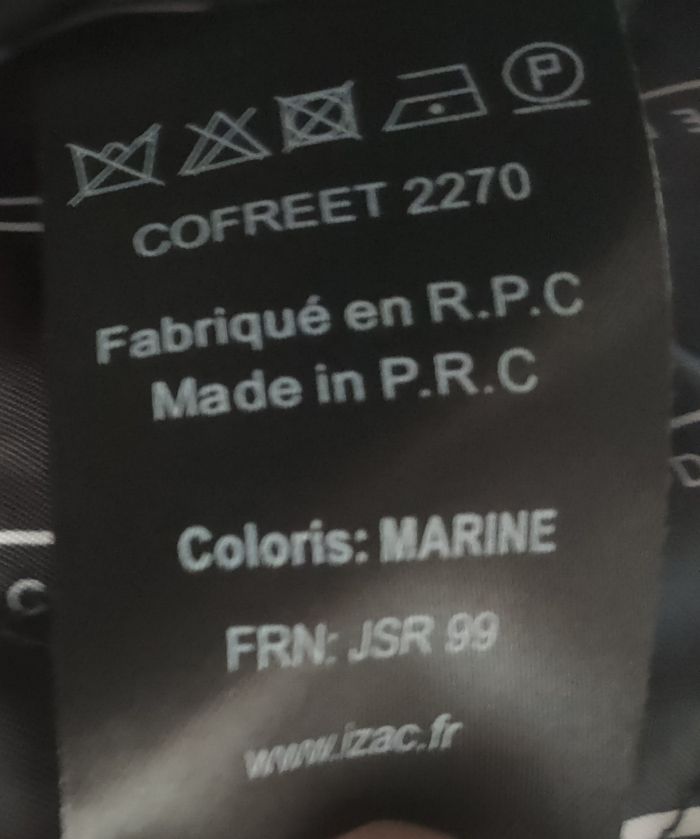 P
COFREET 2270
Fabriqué en R.P.C
Made in P.R.C
Coloris: MARINE
FRN: JSR 99
www.izac.fr
C
D